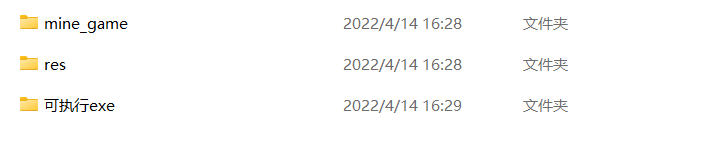 mine_game 2022/4/14 16:28 文件夹
res 2022/4/14 16:28 文件夹
可执行exe 2022/4/14 16:29 文件夹